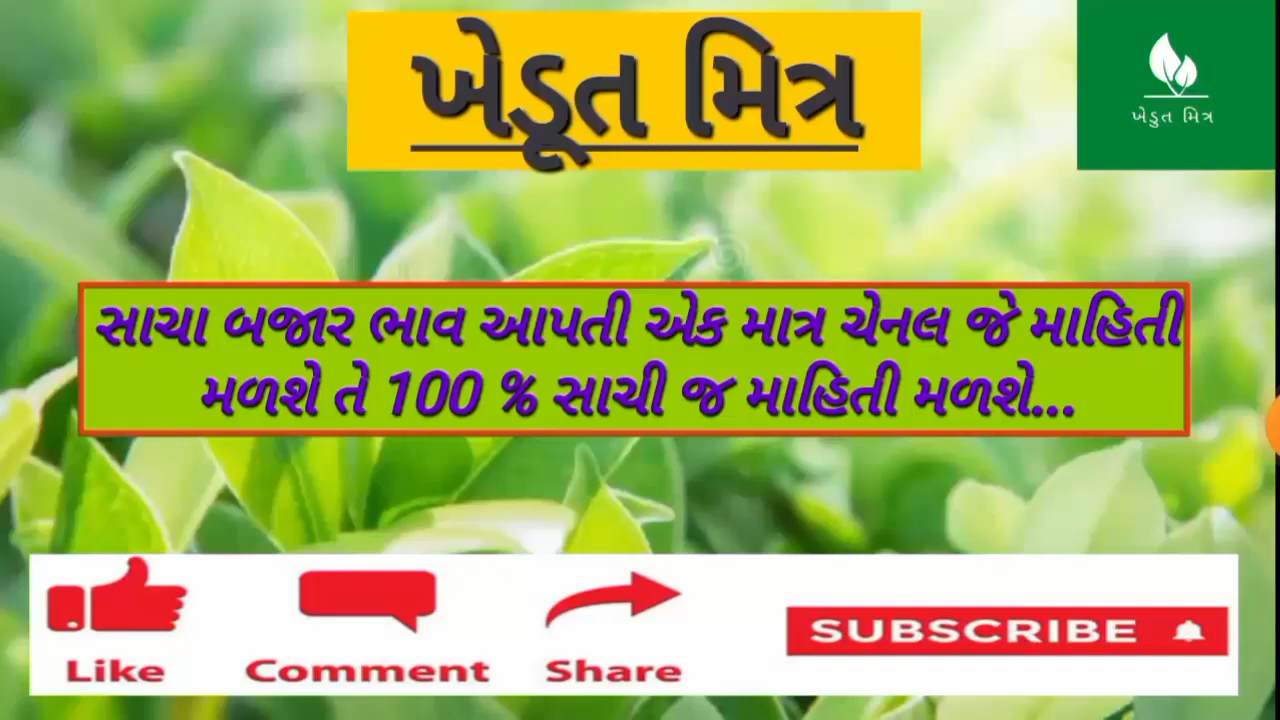 ખેડૂત મિત્ર
ખેડુત મિત્ર
સાચા બજાર ભાવ આપતી એક માત્ર ચેનલ જે માહિતી
મળશે તે 100 % સાચી જ માહિતી મળશે...
Like
Comment
Share
SUBSCRIBE